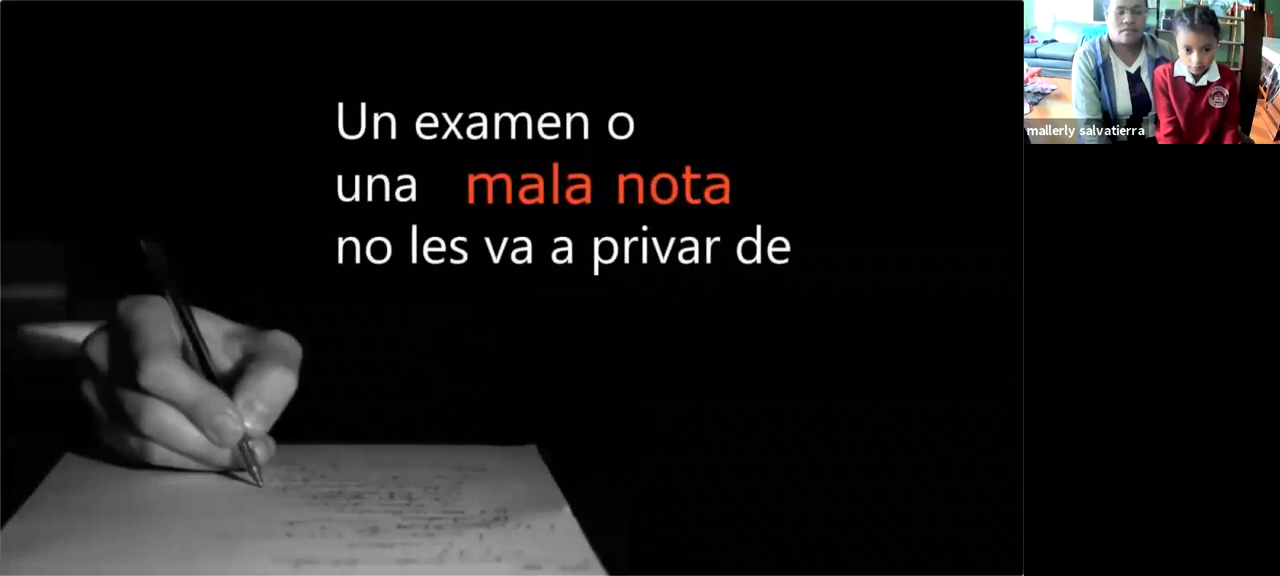 Un examen o
una mala nota
no les va a privar de
mallerly salvatierra